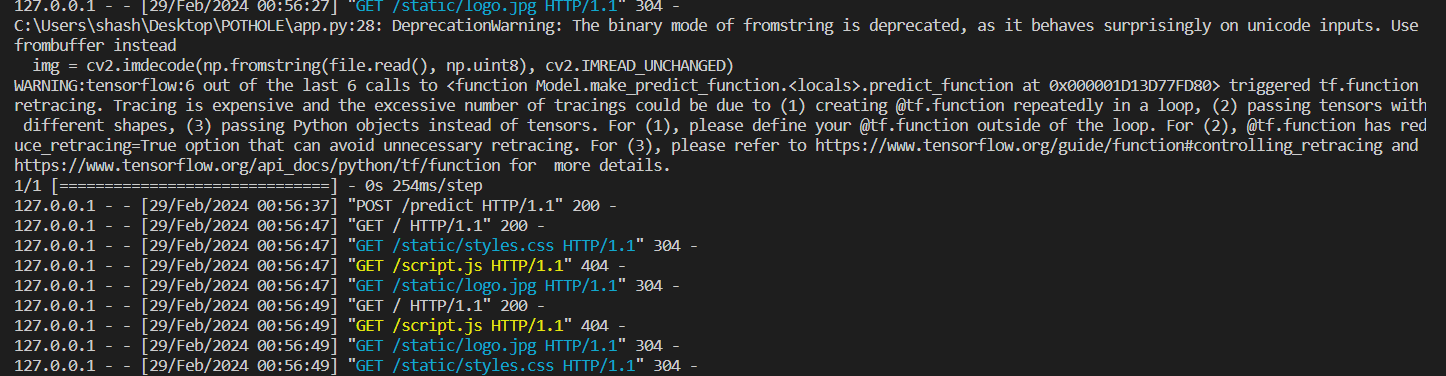 127.0.0.1 - - [29/Feb/2024 00:56:27] "GET /static/logo.jpg HTTP/1.1" 304 -
C:\Users\shash\Desktop\POTHOLE\app.py:28: DeprecationWarning: The binary mode of fromstring is deprecated, as it behaves surprisingly on unicode inputs. Use
frombuffer instead
  img = cv2.imdecode(np.fromstring(file.read(), np.uint8), cv2.IMREAD_UNCHANGED)
WARNING:tensorflow:6 out of the last 6 calls to <function Model.make_predict_function.<locals>.predict_function at 0x000001D13D77FD80> triggered tf.function
retracing. Tracing is expensive and the excessive number of tracings could be due to (1) creating @tf.function repeatedly in a loop, (2) passing tensors with
 different shapes, (3) passing Python objects instead of tensors. For (1), please define your @tf.function outside of the loop. For (2), @tf.function has red
uce_retracing=True option that can avoid unnecessary retracing. For (3), please refer to https://www.tensorflow.org/guide/function#controlling_retracing and
https://www.tensorflow.org/api_docs/python/tf/function for  more details.
1/1 [==============================] - 0s 254ms/step
127.0.0.1 - - [29/Feb/2024 00:56:37] "POST /predict HTTP/1.1" 200 -
127.0.0.1 - - [29/Feb/2024 00:56:47] "GET / HTTP/1.1" 200 -
127.0.0.1 - - [29/Feb/2024 00:56:47] "GET /static/styles.css HTTP/1.1" 304 -
127.0.0.1 - - [29/Feb/2024 00:56:47] "GET /script.js HTTP/1.1" 404 -
127.0.0.1 - - [29/Feb/2024 00:56:47] "GET /static/logo.jpg HTTP/1.1" 304 -
127.0.0.1 - - [29/Feb/2024 00:56:49] "GET / HTTP/1.1" 200 -
127.0.0.1 - - [29/Feb/2024 00:56:49] "GET /script.js HTTP/1.1" 404 -
127.0.0.1 - - [29/Feb/2024 00:56:49] "GET /static/logo.jpg HTTP/1.1" 304 -
127.0.0.1 - - [29/Feb/2024 00:56:49] "GET /static/styles.css HTTP/1.1" 304 -